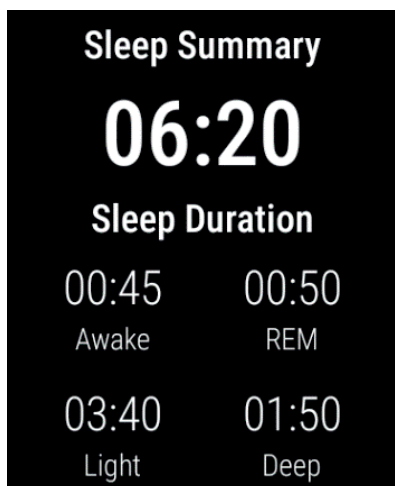 Sleep Summary
06:20
Sleep Duration
00:45 00:50
Awake REM
03:40 01:50
Light Deep